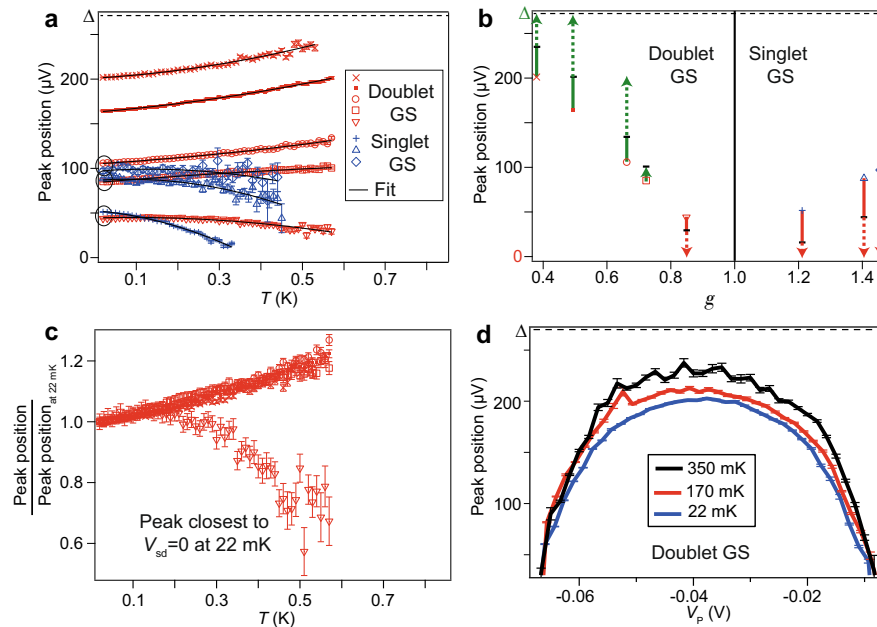 a
Δ
Peak position (µV)
200
100
0
0.1
0.3
0.5
0.7
T (K)
Doublet
GS
Singlet
GS
Fit
b
Δ
Peak position (µV)
200
100
0
0.4
0.6
0.8
1.0
1.2
1.4
g
Doublet
GS
Singlet
GS
c
Peak position
Peak position at 22 mK
1.2
1.0
0.8
0.6
0.1
0.3
0.5
0.7
T (K)
Peak closest to
Vsd=0 at 22 mK
d
Δ
Peak position (µV)
200
100
-0.06
-0.04
-0.02
VP (V)
350 mK
170 mK
22 mK
Doublet GS